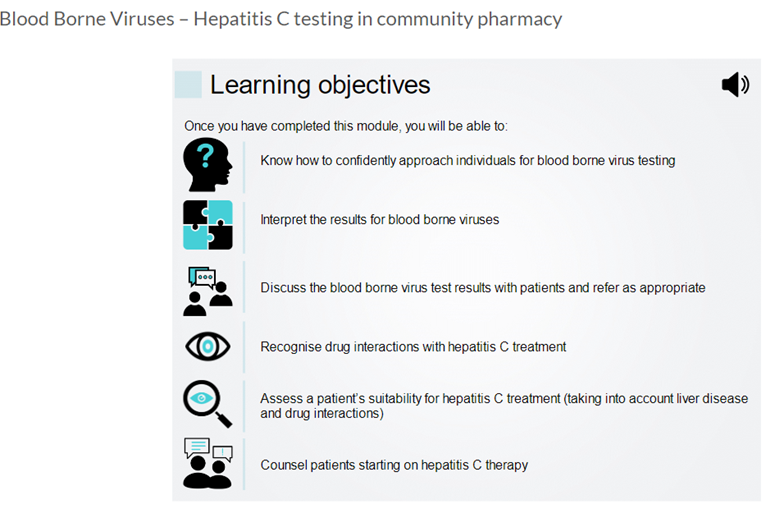 Blood Borne Viruses – Hepatitis C testing in community pharmacy
Learning objectives
Once you have completed this module, you will be able to:
?
Know how to confidently approach individuals for blood borne virus testing
Interpret the results for blood borne viruses
Discuss the blood borne virus test results with patients and refer as appropriate
Recognise drug interactions with hepatitis C treatment
Assess a patient's suitability for hepatitis C treatment (taking into account liver disease
and drug interactions)
Counsel patients starting on hepatitis C therapy